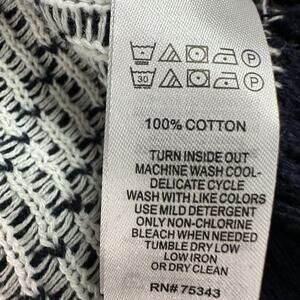 30
100% COTTON
TURN INSIDE OUT
MACHINE WASH COOL-
DELICATE CYCLE
WASH WITH LIKE COLORS
USE MILD DETERGENT
ONLY NON-CHLORINE
BLEACH WHEN NEEDED
TUMBLE DRY LOW
LOW IRON
or DRY CLEAN
RN# 75343